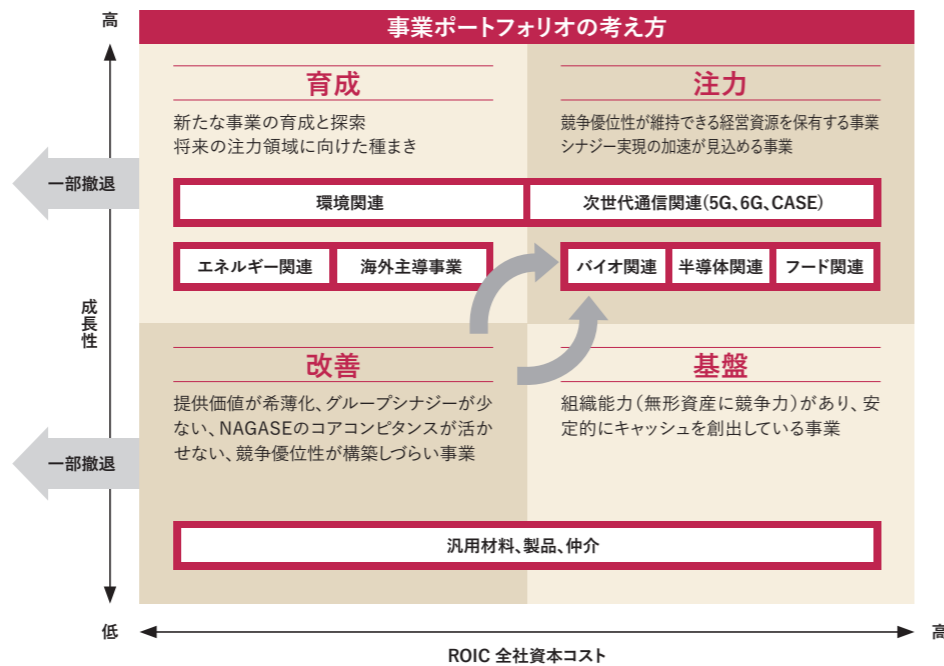 高
事業ポートフォリオの考え方
育成
新たな事業の育成と探索
将来の注力領域に向けた種まき
注力
競争優位性が維持できる経営資源を保有する事業
シナジー実現の加速が見込める事業
一部撤退
環境関連
次世代通信関連(5G、6G、CASE)
エネルギー関連
海外主導事業
バイオ関連
半導体関連
フード関連
成長性
改善
提供価値が希薄化、グループシナジーが少
ない、NAGASEのコアコンピタンスが活か
せない、競争優位性が構築しづらい事業
基盤
組織能力(無形資産に競争力)があり、安
定的にキャッシュを創出している事業
一部撤退
汎用材料、製品、仲介
低
高
ROIC 全社資本コスト